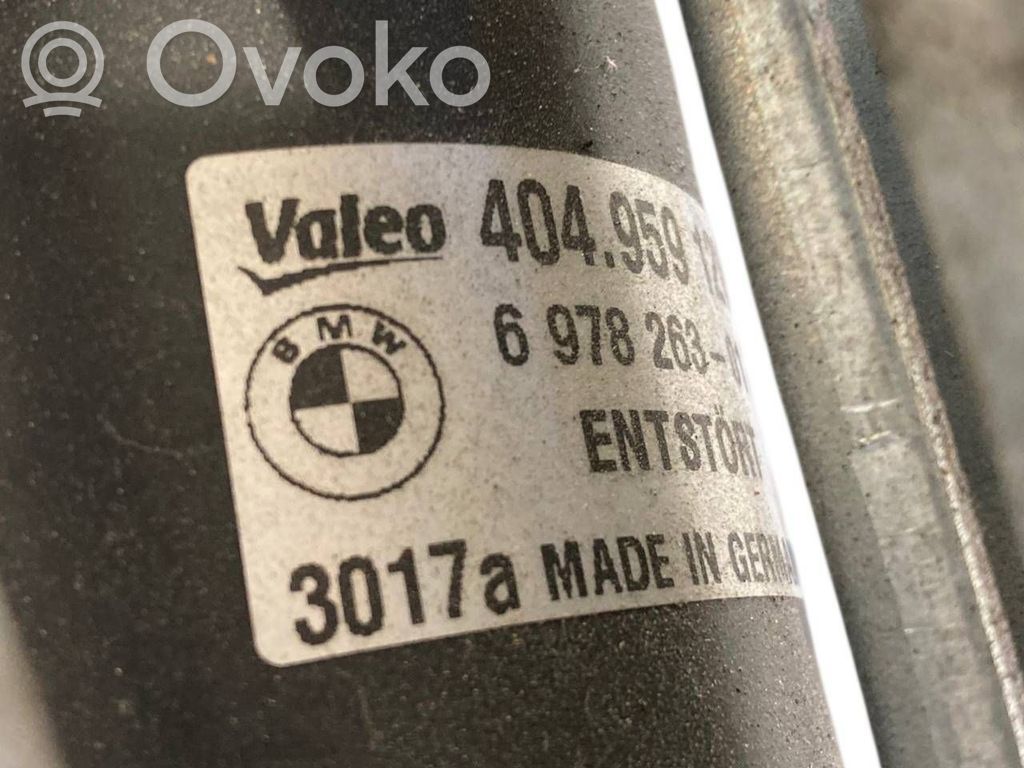 Ovoko
Valeo 404.959
BMW
6 978 263-
ENTSTÖRT
3017a MADE IN